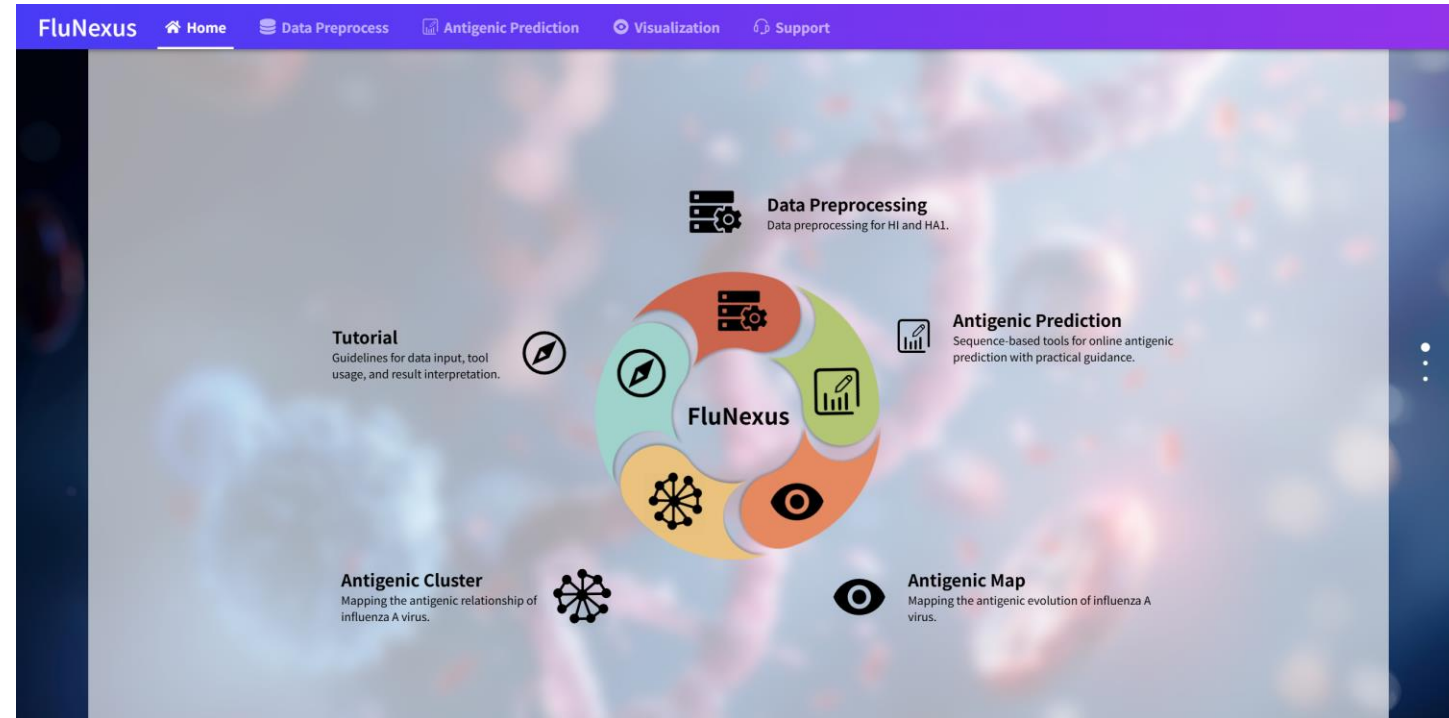 FluNexus Home Data Preprocess Antigenic Prediction Visualization Support
Data Preprocessing
Data preprocessing for HI and HA1.
Antigenic Prediction
Sequence-based tools for online antigenic
prediction with practical guidance.
Tutorial
Guidelines for data input, tool
usage, and result interpretation.
FluNexus
Antigenic Cluster
Mapping the antigenic relationship of
influenza A virus.
Antigenic Map
Mapping the antigenic evolution of influenza A
virus.